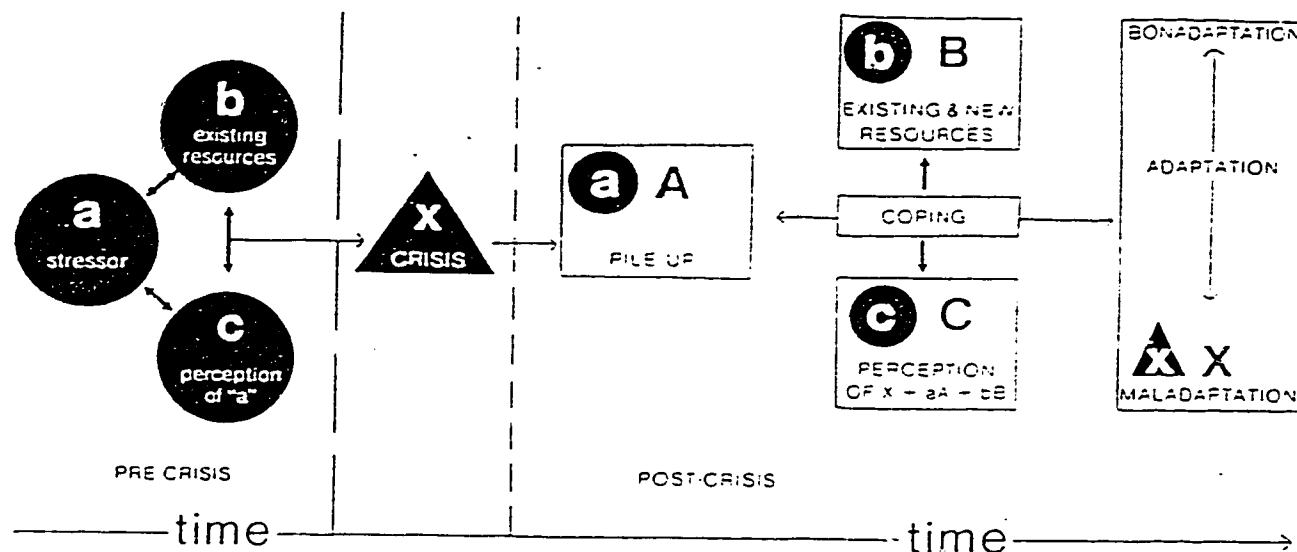 b
existing
resources
a
stressor
c
perception
of "a"
x
CRISIS
a A
PILE UP
b B
EXISTING & NEW
RESOURCES
COPING
c C
PERCEPTION
OF X + aA + bB
BONADAPTATION
ADAPTATION
x X
MALADAPTATION
PRE CRISIS
POST-CRISIS
time
time